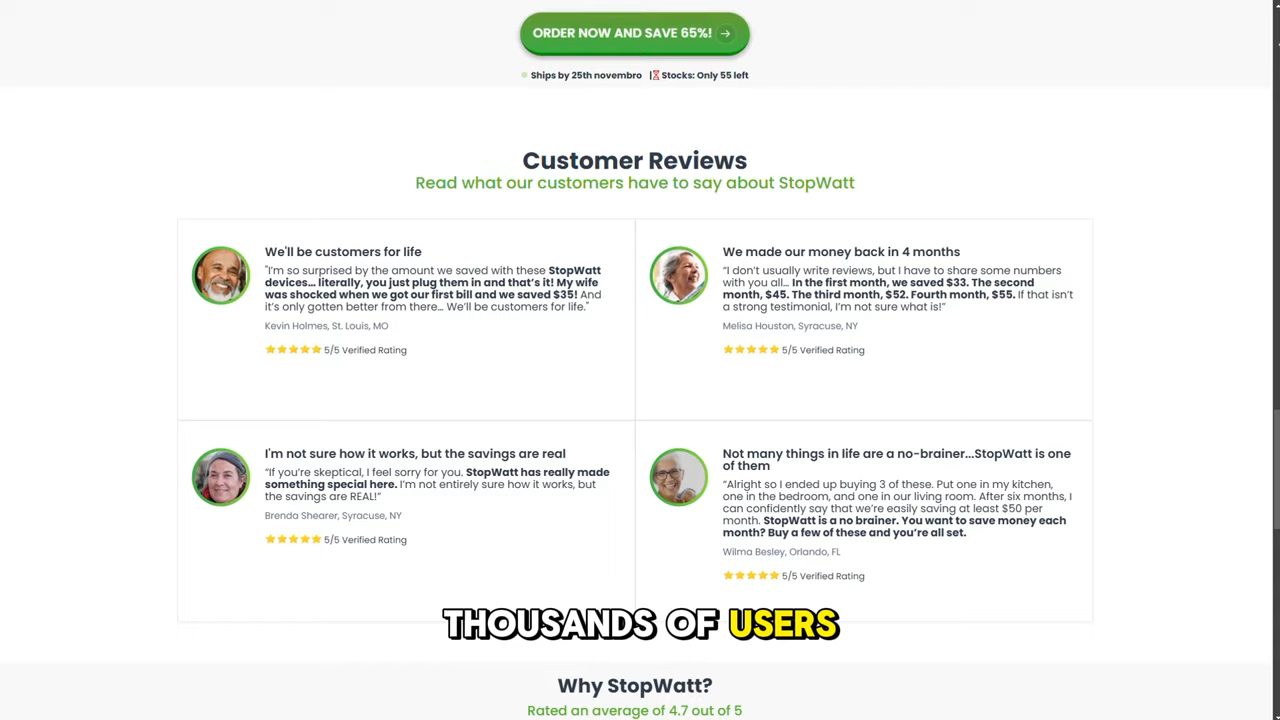 ORDER NOW AND SAVE 65%!
Ships by 25th novembro | Stocks: Only 55 left
Customer Reviews
Read what our customers have to say about StopWatt
We'll be customers for life
"I'm so surprised by the amount we saved with these StopWatt
devices... literally, you just plug them in and that's it! My wife
was shocked when we got our first bill and we saved $35! And
it's only gotten better from there... We'll be customers for life."
Kevin Holmes, St. Louis, MO
5/5 Verified Rating
We made our money back in 4 months
“I don't usually write reviews, but I have to share some numbers
with you all... In the first month, we saved $33. The second
month, $45. The third month, $52. Fourth month, $55. If that isn't
a strong testimonial, I'm not sure what is!”
Melisa Houston, Syracuse, NY
5/5 Verified Rating
I'm not sure how it works, but the savings are real
“If you're skeptical, I feel sorry for you. StopWatt has really made
something special here. I'm not entirely sure how it works, but
the savings are REAL!”
Brenda Shearer, Syracuse, NY
5/5 Verified Rating
Not many things in life are a no-brainer...StopWatt is one
of them
“Alright so I ended up buying 3 of these. Put one in my kitchen,
one in the bedroom, and one in our living room. After six months, I
can confidently say that we're easily saving at least $50 per
month. StopWatt is a no brainer. You want to save money each
month? Buy a few of these and you're all set.
Wilma Besley, Orlando, FL
5/5 Verified Rating
THOUSANDS OF USERS
Why StopWatt?
Rated an average of 4.7 out of 5